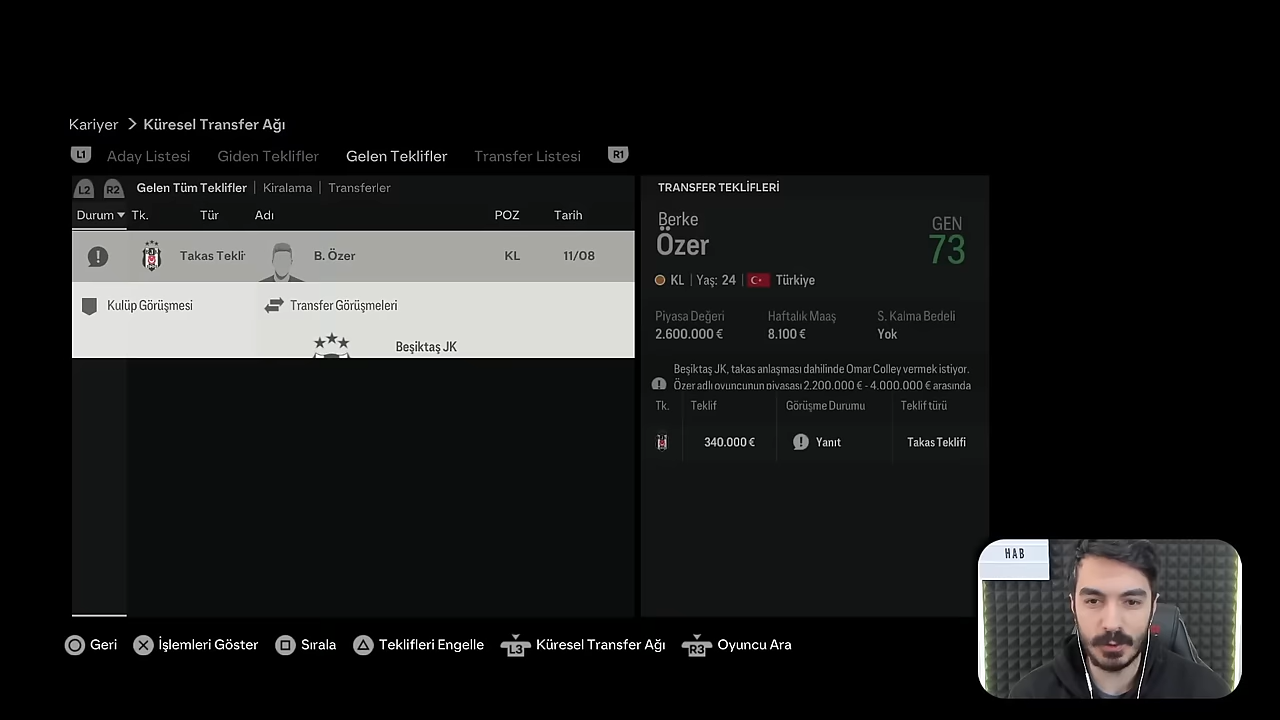 Kariyer > Küresel Transfer Ağı
L1 Aday Listesi Giden Teklifler Gelen Teklifler Transfer Listesi R1
L2 R2 Gelen Tüm Teklifler | Kiralama | Transferler
Durum Tk. Tür Adı POZ Tarih
Takas Tekli B. Özer KL 11/08
Kulüp Görüşmesi Transfer Görüşmeleri
Beşiktaş JK
TRANSFER TEKLİFLERİ
Berke
Özer
GEN
73
KL | Yaş: 24 | Türkiye
Piyasa Değeri Haftalık Maaş S. Kalma Bedeli
2.600.000 € 8.100 € Yok
Beşiktaş JK, takas anlaşması dahilinde Omar Colley vermek istiyor.
Özer adlı oyuncunun piyasası 2.200.000 € - 4.000.000 € arasında
Tk. Teklif Görüşme Durumu Teklif türü
340.000 € Yanıt Takas Teklifi
HAB
Geri İşlemleri Göster Sırala Teklifleri Engelle L3 Küresel Transfer Ağı R3 Oyuncu Ara